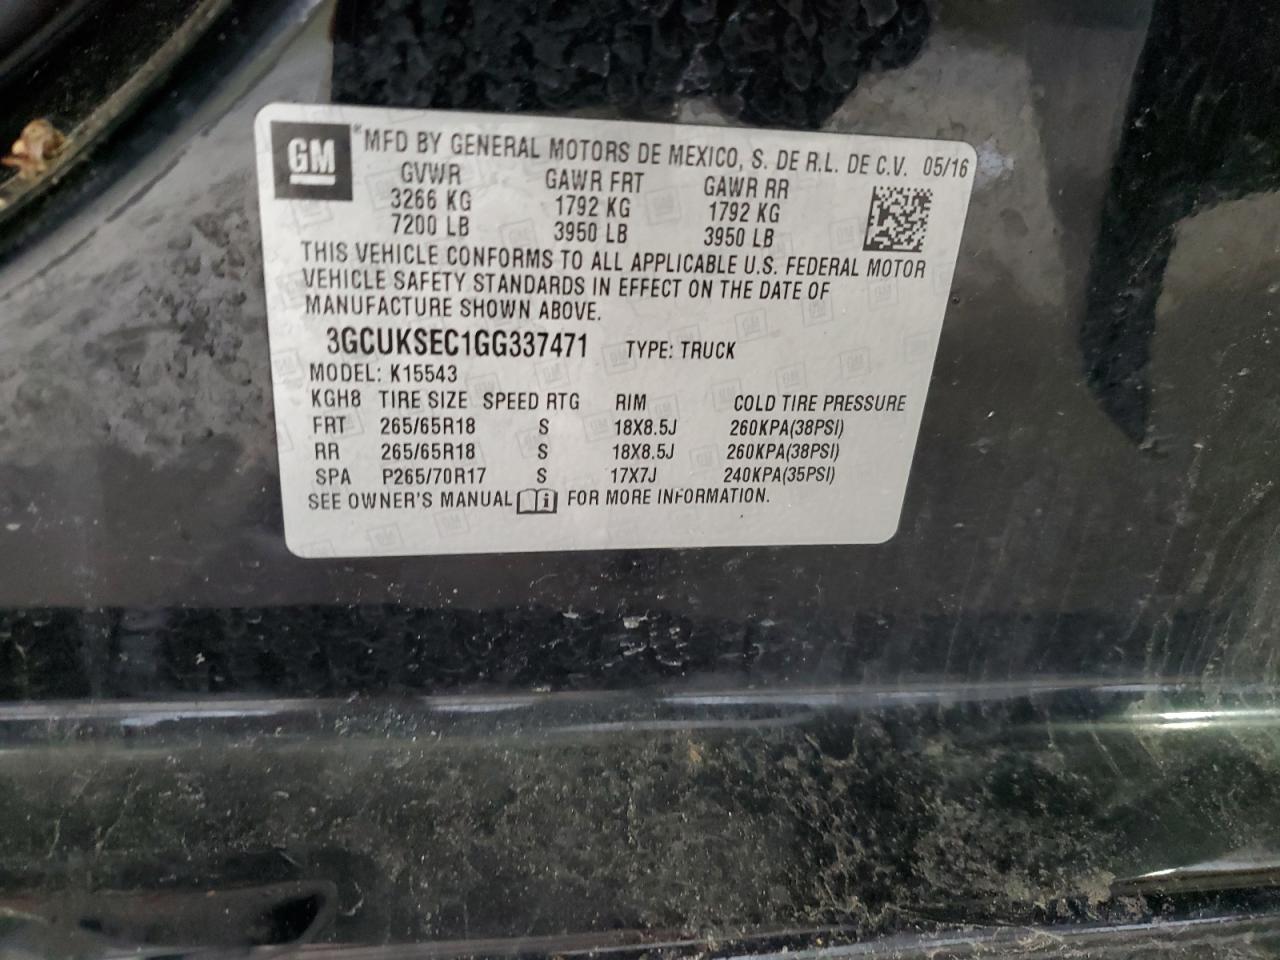 GM ® MFD BY GENERAL MOTORS DE MEXICO, S. DE R.L. DE C.V. 05/16
GVWR GAWR FRT GAWR RR
3266 KG 1792 KG 1792 KG
7200 LB 3950 LB 3950 LB
THIS VEHICLE CONFORMS TO ALL APPLICABLE U.S. FEDERAL MOTOR
VEHICLE SAFETY STANDARDS IN EFFECT ON THE DATE OF
MANUFACTURE SHOWN ABOVE.
3GCUKSEC1GG337471 TYPE: TRUCK
MODEL: K15543
KGH8 TIRE SIZE SPEED RTG RIM COLD TIRE PRESSURE
FRT 265/65R18 S 18X8.5J 260KPA(38PSI)
RR 265/65R18 S 18X8.5J 260KPA(38PSI)
SPA P265/70R17 S 17X7J 240KPA(35PSI)
SEE OWNER'S MANUAL i FOR MORE INFORMATION.